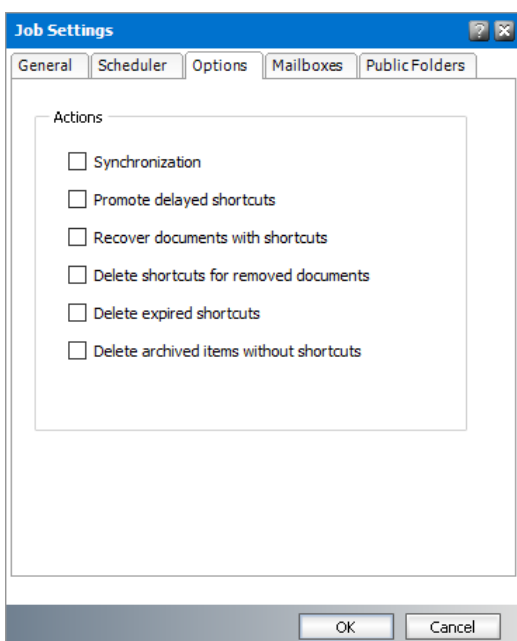 Job Settings
General Scheduler Options Mailboxes Public Folders
Actions
Synchronization
Promote delayed shortcuts
Recover documents with shortcuts
Delete shortcuts for removed documents
Delete expired shortcuts
Delete archived items without shortcuts
OK Cancel